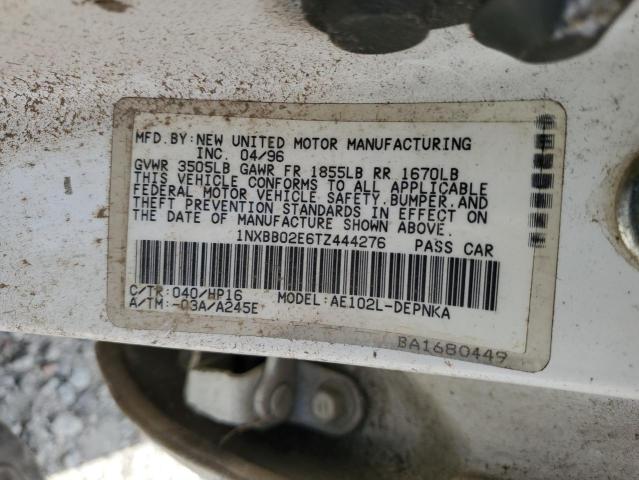 MFD.BY:NEW UNITED MOTOR MANUFACTURING
INC. 04/96
GVWR 3505LB GAWR FR 1855LB RR 1670LB
THIS VEHICLE CONFORMS TO ALL APPLICABLE
FEDERAL MOTOR VEHICLE SAFETY,BUMPER,AND
THEFT PREVENTION STANDARDS IN EFFECT ON
THE DATE OF MANUFACTURE SHOWN ABOVE.
1NXBB02E6TZ444276 PASS CAR
C/TR:040/HP16 MODEL:AE102L-DEPNKA
A/TM:-03A/A245E
BA1680449